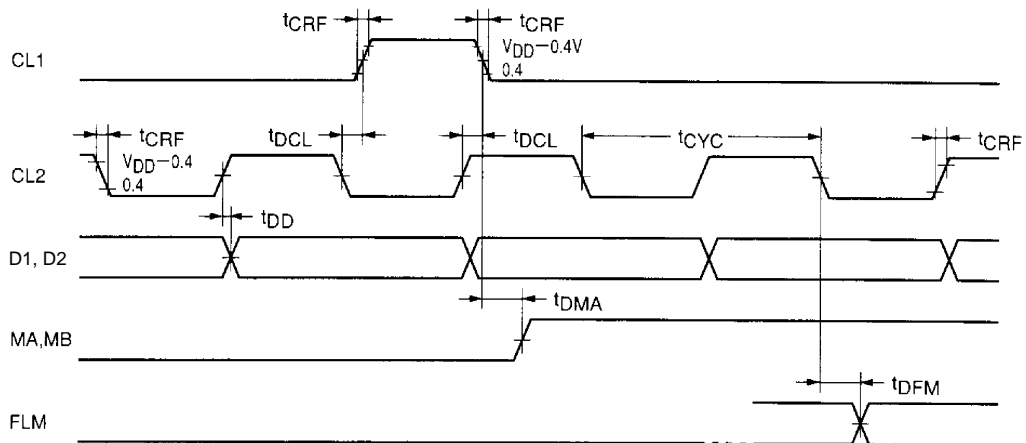 tCRF
tCRF
CL1
VDD−0.4V
0.4
tDCL
tDCL
tCRF
tCYC
tCRF
CL2
VDD−0.4
0.4
tDD
D1, D2
tDMA
MA,MB
tDFM
FLM